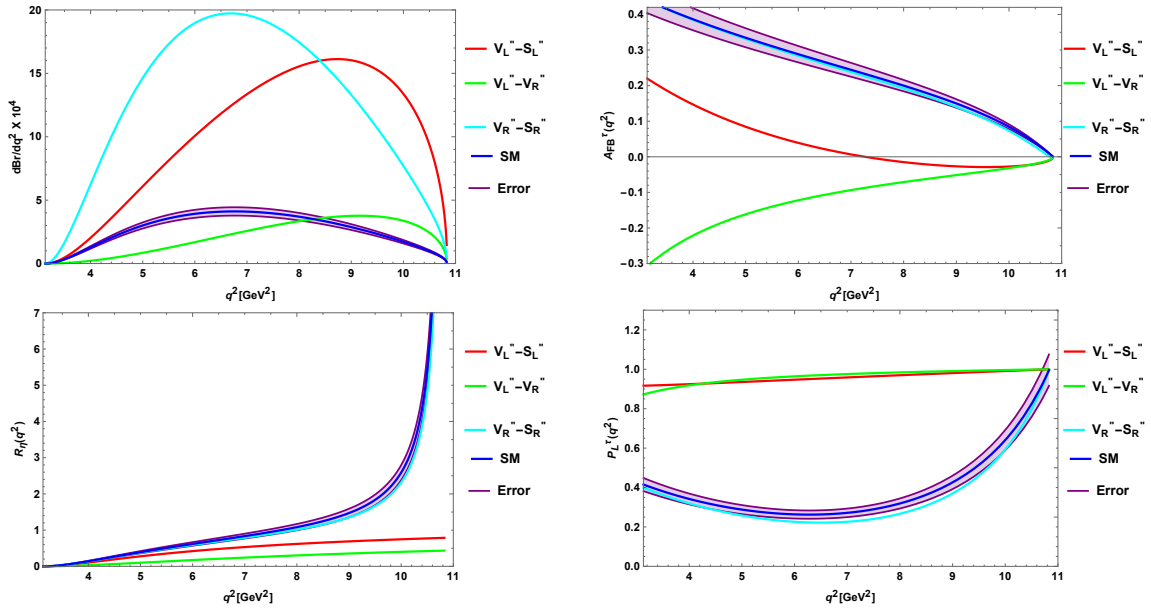 dBr/dq² X 10⁴
20
15
10
5
0
4 5 6 7 8 9 10 11
q² [GeV²]
V_L''−S_L''
V_L''−V_R''
V_R''−S_R''
SM
Error
A_FB^τ(q²)
0.4
0.3
0.2
0.1
0.0
-0.1
-0.2
-0.3
4 5 6 7 8 9 10 11
q² [GeV²]
V_L''−S_L''
V_L''−V_R''
V_R''−S_R''
SM
Error
R_η(q²)
7
6
5
4
3
2
1
0
4 5 6 7 8 9 10 11
q² [GeV²]
V_L''−S_L''
V_L''−V_R''
V_R''−S_R''
SM
Error
P_L^τ(q²)
1.2
1.0
0.8
0.6
0.4
0.2
0.0
4 5 6 7 8 9 10 11
q² [GeV²]
V_L''−S_L''
V_L''−V_R''
V_R''−S_R''
SM
Error